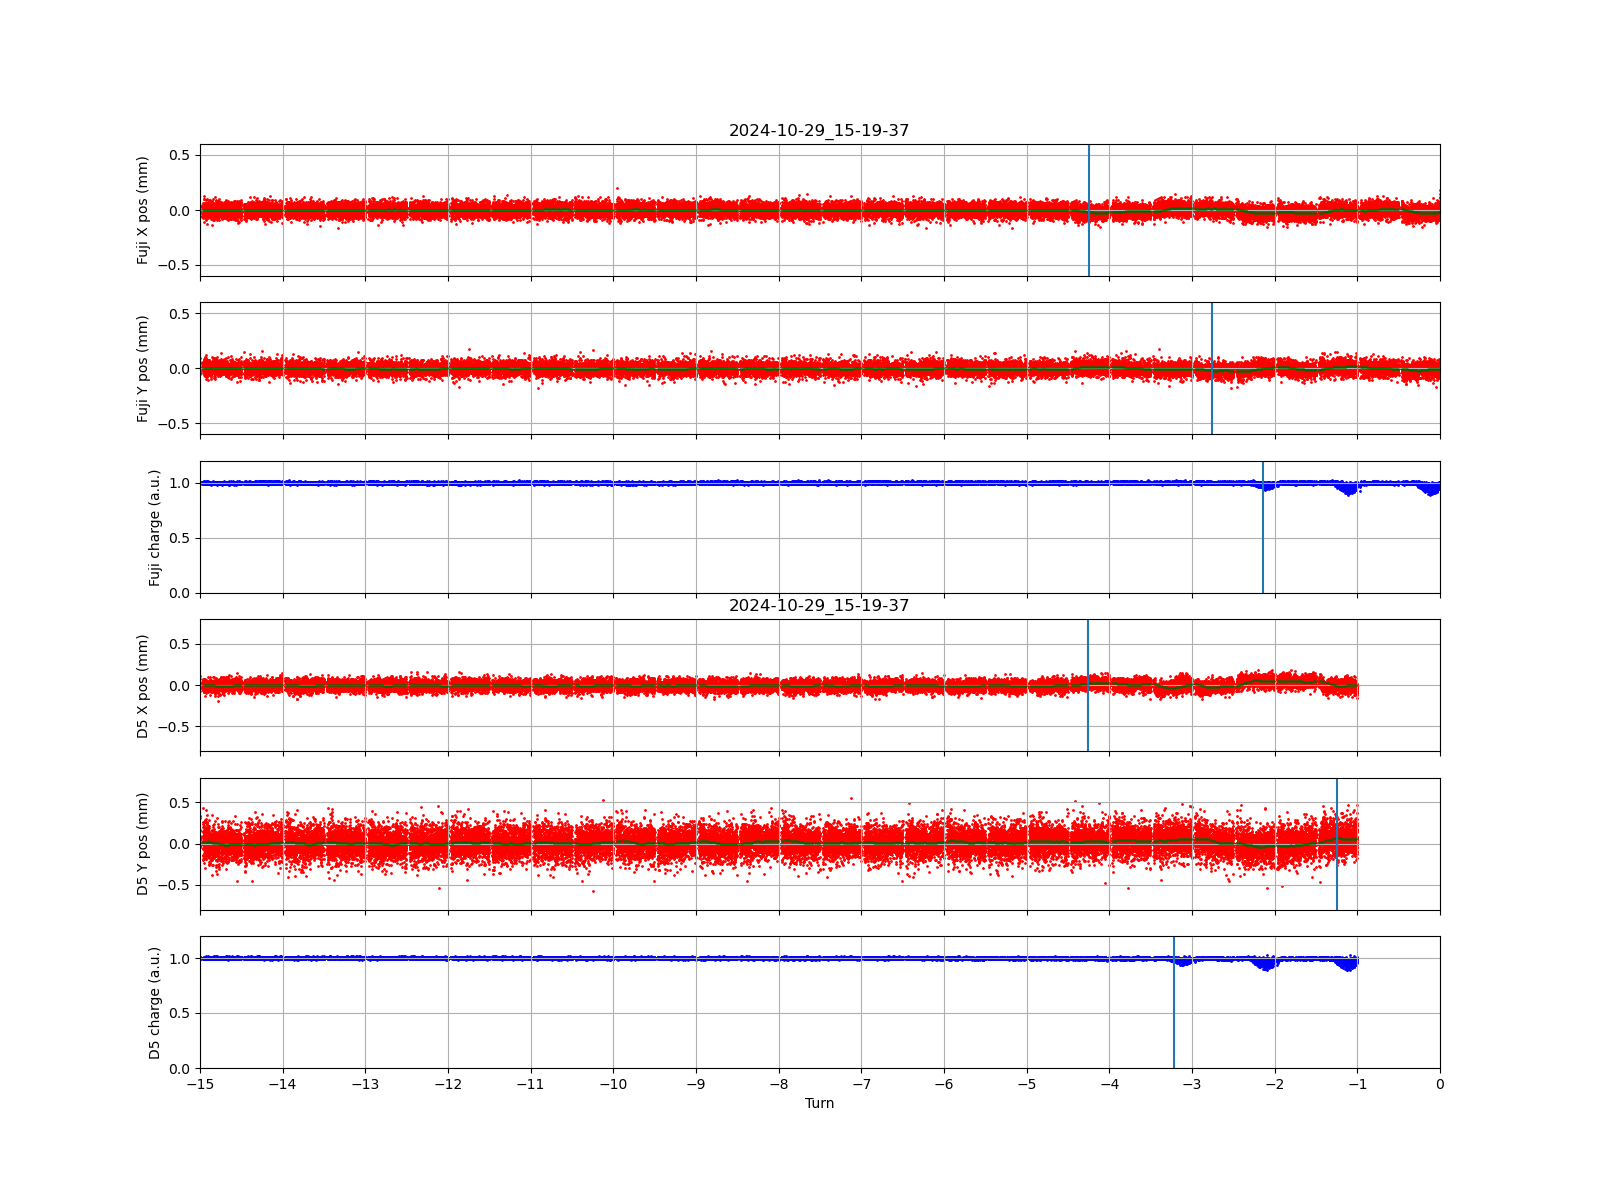 2024-10-29_15-19-37
Fuji X pos (mm)
0.5
0.0
−0.5
Fuji Y pos (mm)
0.5
0.0
−0.5
Fuji charge (a.u.)
1.0
0.5
0.0
2024-10-29_15-19-37
D5 X pos (mm)
0.5
0.0
−0.5
D5 Y pos (mm)
0.5
0.0
−0.5
D5 charge (a.u.)
1.0
0.5
0.0
−15 −14 −13 −12 −11 −10 −9 −8 −7 −6 −5 −4 −3 −2 −1 0
Turn